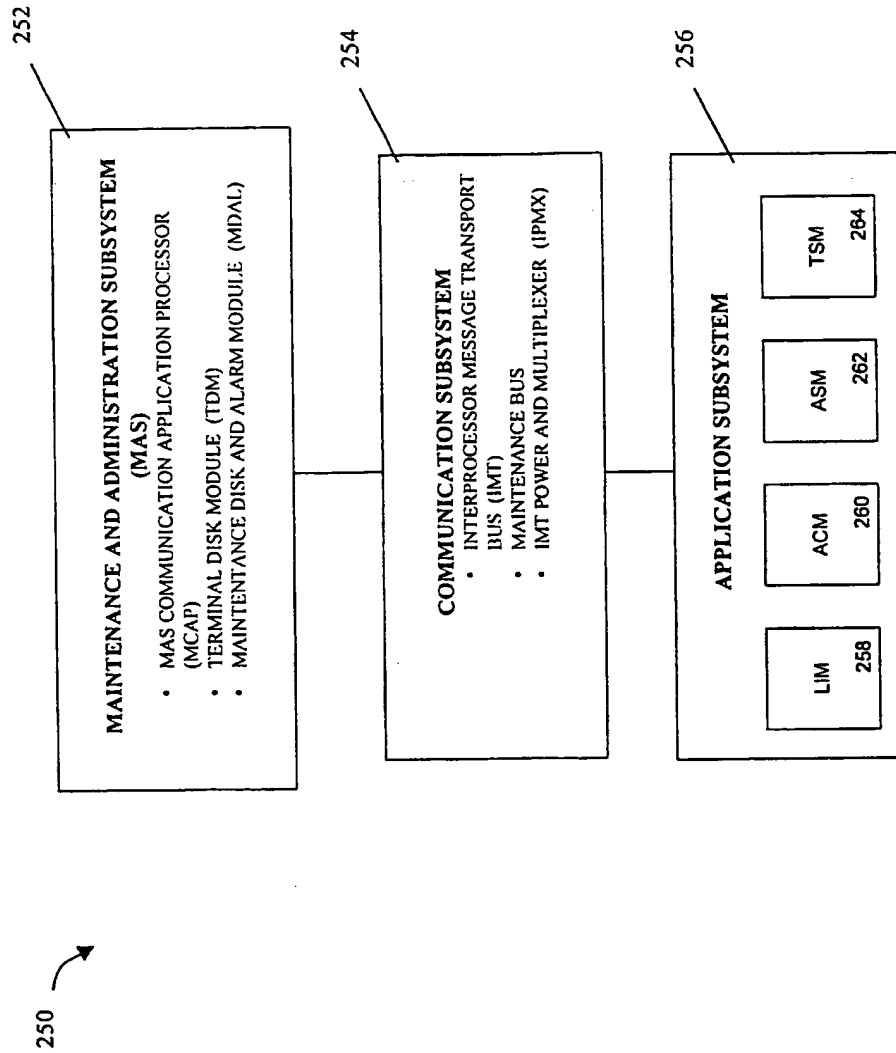 250
252
MAINTENANCE AND ADMINISTRATION SUBSYSTEM
(MAS)
• MAS COMMUNICATION APPLICATION PROCESSOR
(MCAP)
• TERMINAL DISK MODULE (TDM)
• MAINTENTANCE DISK AND ALARM MODULE (MDAL)
254
COMMUNICATION SUBSYSTEM
• INTERPROCESSOR MESSAGE TRANSPORT
BUS (IMT)
• MAINTENANCE BUS
• IMT POWER AND MULTIPLEXER (IPMX)
256
APPLICATION SUBSYSTEM
LIM
258
ACM
260
ASM
262
TSM
264